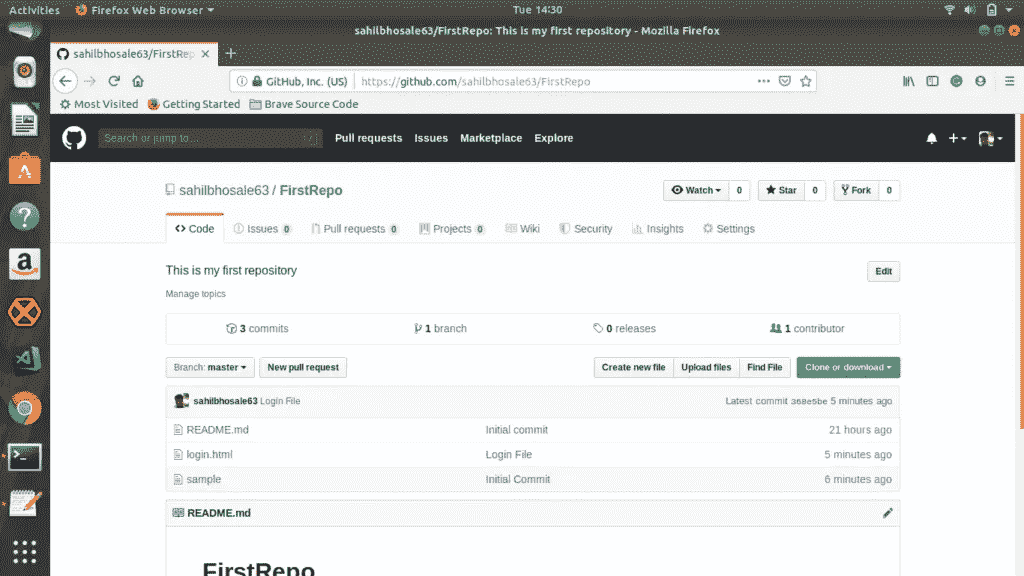 Activities Firefox Web Browser Tue 14:30
sahilbhosale63/FirstRepo: This is my first repository - Mozilla Firefox
sahilbhosale63/FirstRep
GitHub, Inc. (US) https://github.com/sahilbhosale63/FirstRepo
Most Visited Getting Started Brave Source Code
Search or jump to... / Pull requests Issues Marketplace Explore
sahilbhosale63 / FirstRepo Watch 0 Star 0 Fork 0
Code Issues 0 Pull requests 0 Projects 0 Wiki Security Insights Settings
This is my first repository Edit
Manage topics
3 commits 1 branch 0 releases 1 contributor
Branch: master New pull request Create new file Upload files Find File Clone or download
sahilbhosale63 Login File Latest commit 5 minutes ago
README.md Initial commit 21 hours ago
login.html Login File 5 minutes ago
sample Initial Commit 6 minutes ago
README.md
FirstRepo